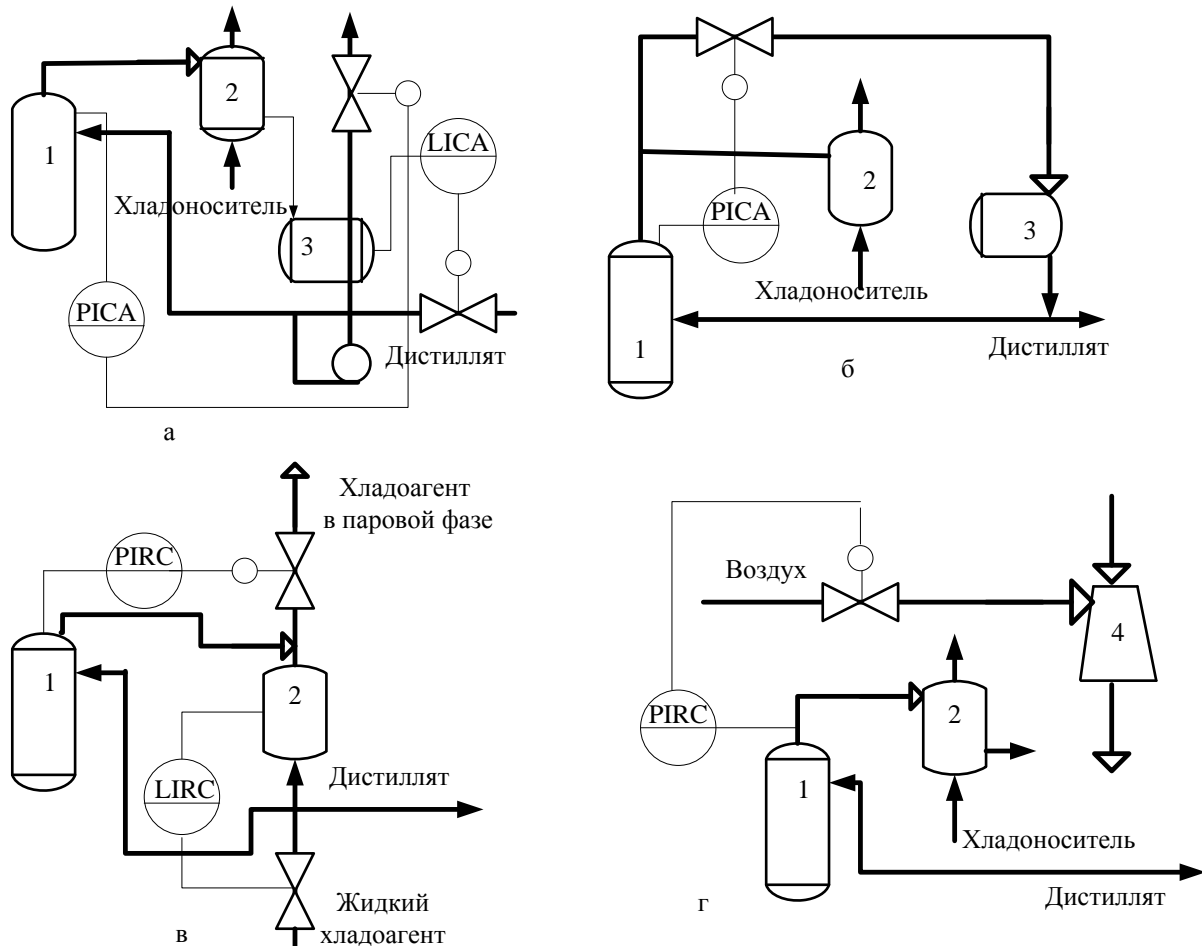 1
2
3
LICA
Хладоноситель
PICA
Дистиллят
а
2
PICA
3
Хладоноситель
1
Дистиллят
б
Хладоагент
в паровой фазе
PIRC
1
2
LIRC
Дистиллят
Жидкий
хладоагент
в
Воздух
4
PIRC
2
1
Хладоноситель
Дистиллят
г